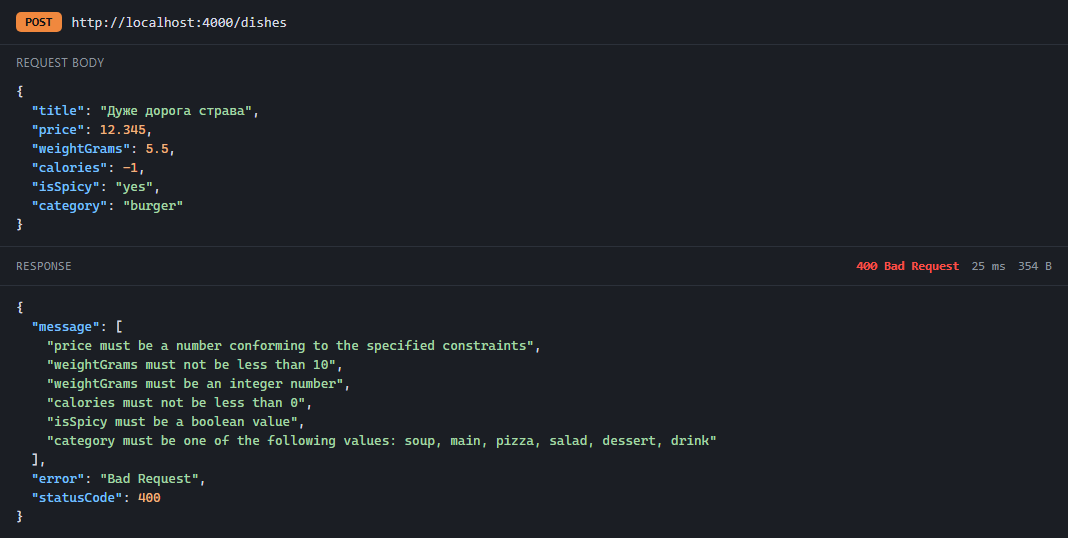 POST http://localhost:4000/dishes
REQUEST BODY
{
  "title": "Дуже дорога страва",
  "price": 12.345,
  "weightGrams": 5.5,
  "calories": -1,
  "isSpicy": "yes",
  "category": "burger"
}
RESPONSE 400 Bad Request 25 ms 354 B
{
  "message": [
    "price must be a number conforming to the specified constraints",
    "weightGrams must not be less than 10",
    "weightGrams must be an integer number",
    "calories must not be less than 0",
    "isSpicy must be a boolean value",
    "category must be one of the following values: soup, main, pizza, salad, dessert, drink"
  ],
  "error": "Bad Request",
  "statusCode": 400
}